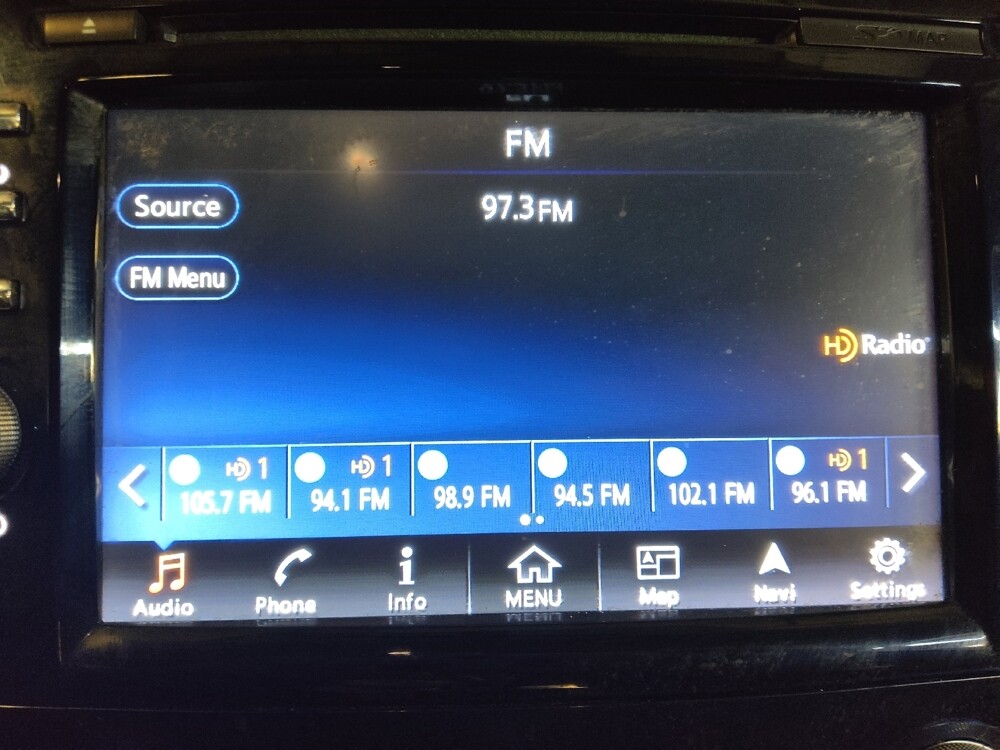 MAP
FM
Source
97.3 FM
FM Menu
HD Radio
HD 1
105.7 FM
HD 1
94.1 FM
98.9 FM
94.5 FM
102.1 FM
HD 1
96.1 FM
Audio
Phone
Info
MENU
Map
Navi
Settings